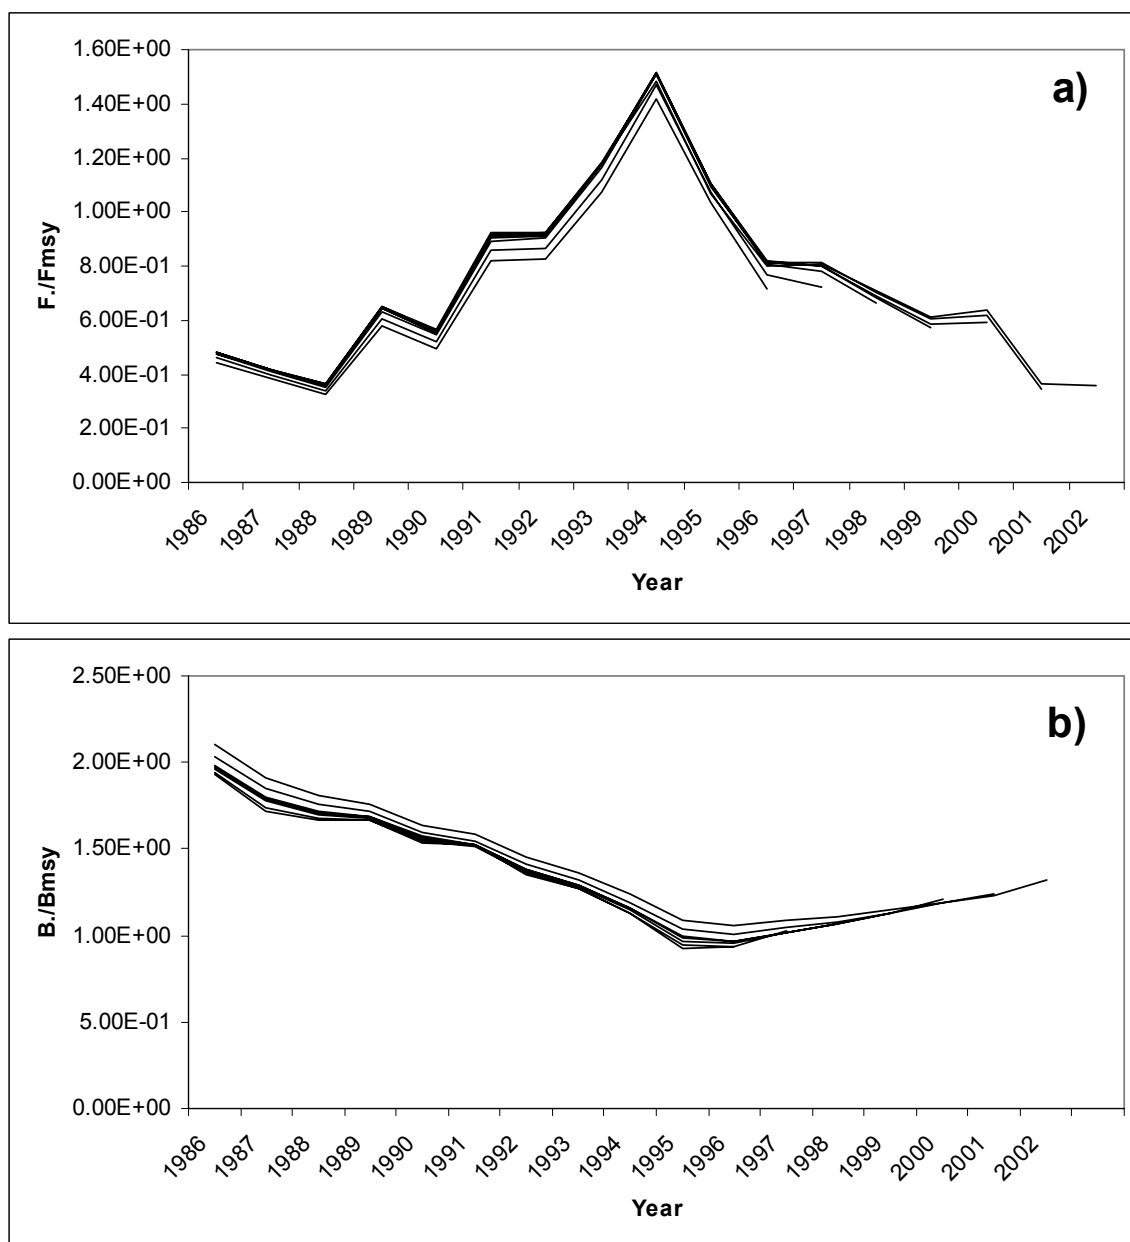 a)
1.60E+00
1.40E+00
1.20E+00
1.00E+00
8.00E-01
6.00E-01
4.00E-01
2.00E-01
0.00E+00
F./Fmsy
1986 1987 1988 1989 1990 1991 1992 1993 1994 1995 1996 1997 1998 1999 2000 2001 2002
Year
b)
2.50E+00
2.00E+00
1.50E+00
1.00E+00
5.00E-01
0.00E+00
B./Bmsy
1986 1987 1988 1989 1990 1991 1992 1993 1994 1995 1996 1997 1998 1999 2000 2001 2002
Year